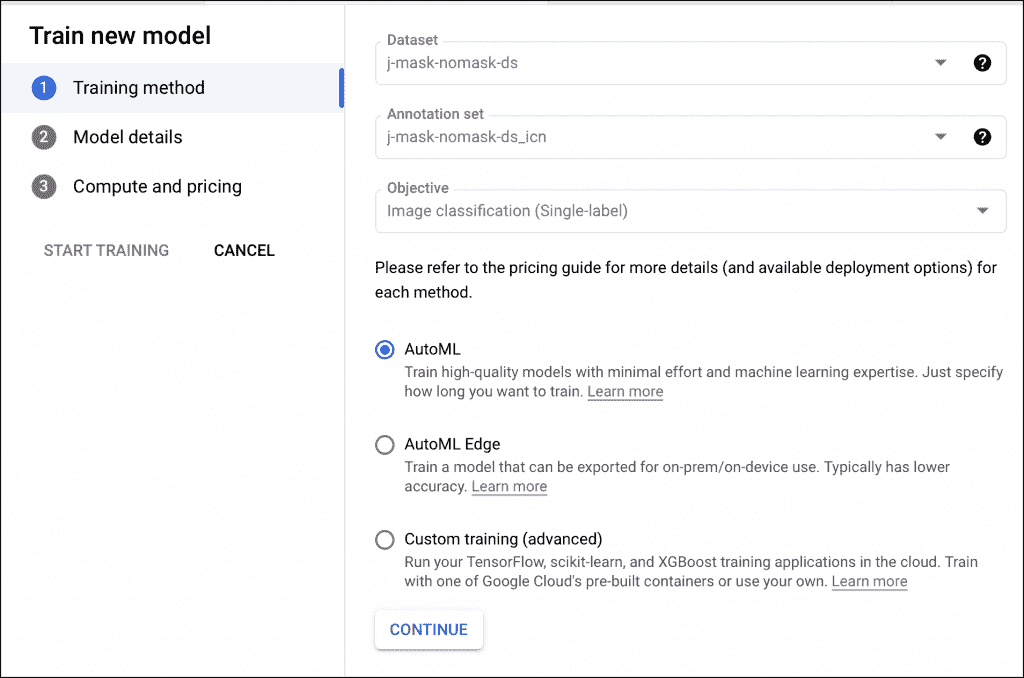 Train new model
1 Training method
2 Model details
3 Compute and pricing
START TRAINING CANCEL
Dataset
j-mask-nomask-ds
?
Annotation set
j-mask-nomask-ds_icn
?
Objective
Image classification (Single-label)
Please refer to the pricing guide for more details (and available deployment options) for
each method.
AutoML
Train high-quality models with minimal effort and machine learning expertise. Just specify
how long you want to train. Learn more
AutoML Edge
Train a model that can be exported for on-prem/on-device use. Typically has lower
accuracy. Learn more
Custom training (advanced)
Run your TensorFlow, scikit-learn, and XGBoost training applications in the cloud. Train
with one of Google Cloud's pre-built containers or use your own. Learn more
CONTINUE